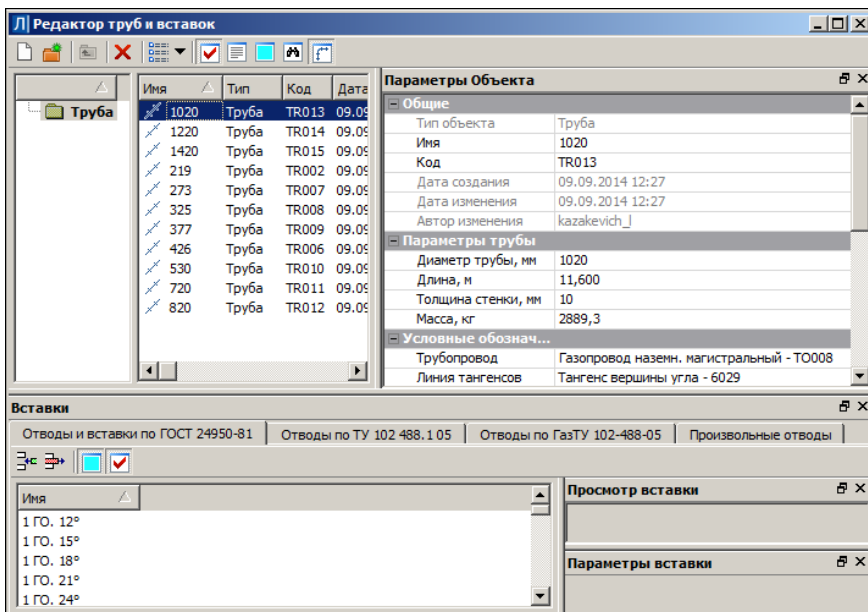 Л Редактор труб и вставок
Труба
Имя Тип Код Дата
1020 Труба TR013 09.09
1220 Труба TR014 09.09
1420 Труба TR015 09.09
219 Труба TR002 09.09
273 Труба TR007 09.09
325 Труба TR008 09.09
377 Труба TR009 09.09
426 Труба TR006 09.09
530 Труба TR010 09.09
720 Труба TR011 09.09
820 Труба TR012 09.09
Параметры Объекта
Общие
Тип объекта Труба
Имя 1020
Код TR013
Дата создания 09.09.2014 12:27
Дата изменения 09.09.2014 12:27
Автор изменения kazakevich_l
Параметры трубы
Диаметр трубы, мм 1020
Длина, м 11,600
Толщина стенки, мм 10
Масса, кг 2889,3
Условные обознач...
Трубопровод Газопровод наземн. магистральный - ТО008
Линия тангенсов Тангенс вершины угла - 6029
Вставки
Отводы и вставки по ГОСТ 24950-81 Отводы по ТУ 102 488.1 05 Отводы по ГазТУ 102-488-05 Произвольные отводы
Имя
1 ГО. 12°
1 ГО. 15°
1 ГО. 18°
1 ГО. 21°
1 ГО. 24°
Просмотр вставки
Параметры вставки